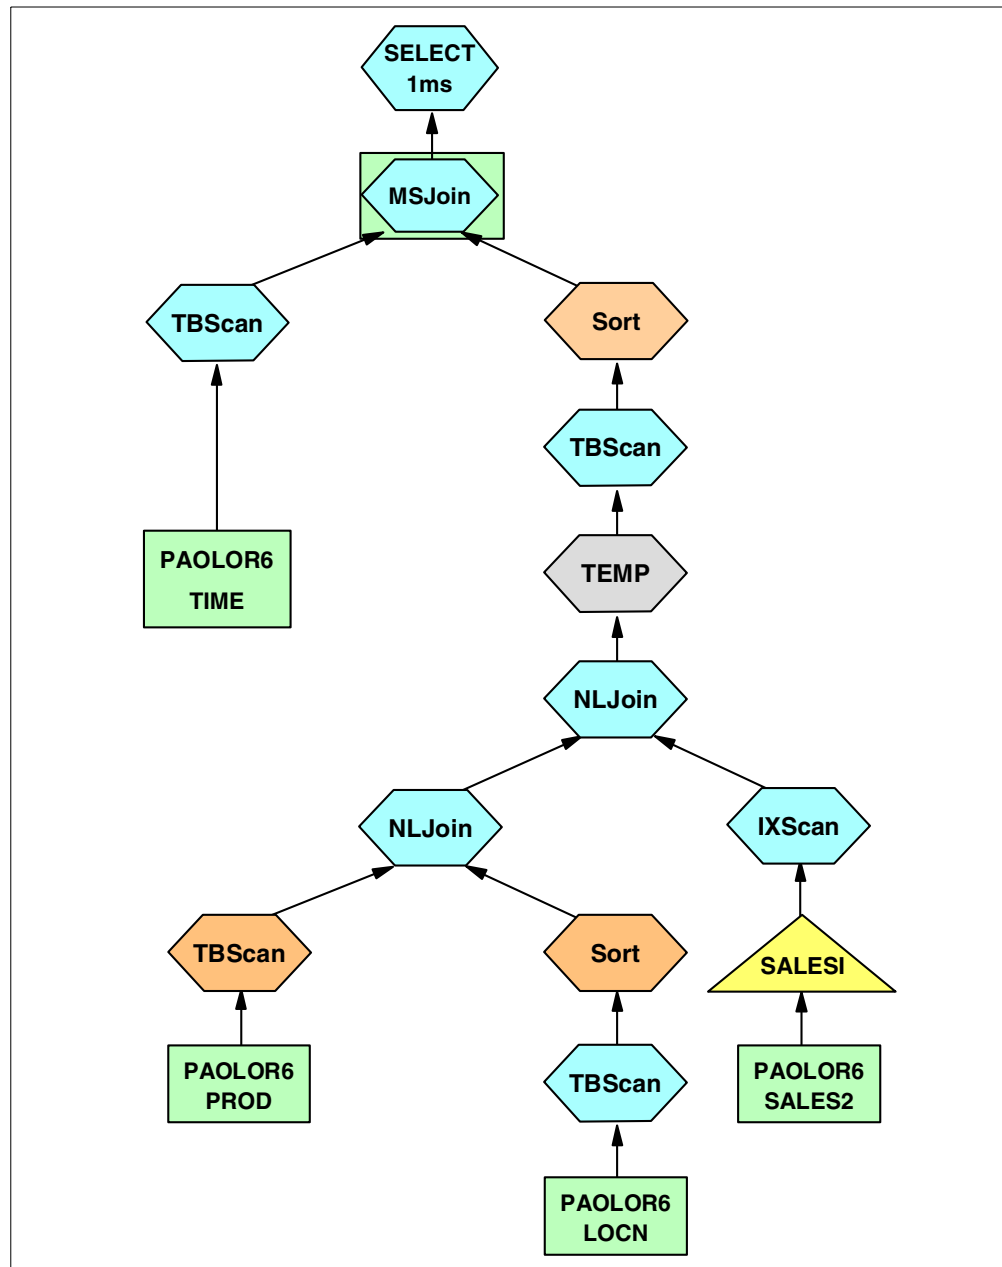 SELECT
1ms
MSJoin
TBScan
Sort
TBScan
PAOLOR6
TIME
TEMP
NLJoin
NLJoin
IXScan
TBScan
Sort
SALESI
PAOLOR6
PROD
TBScan
PAOLOR6
SALES2
PAOLOR6
LOCN